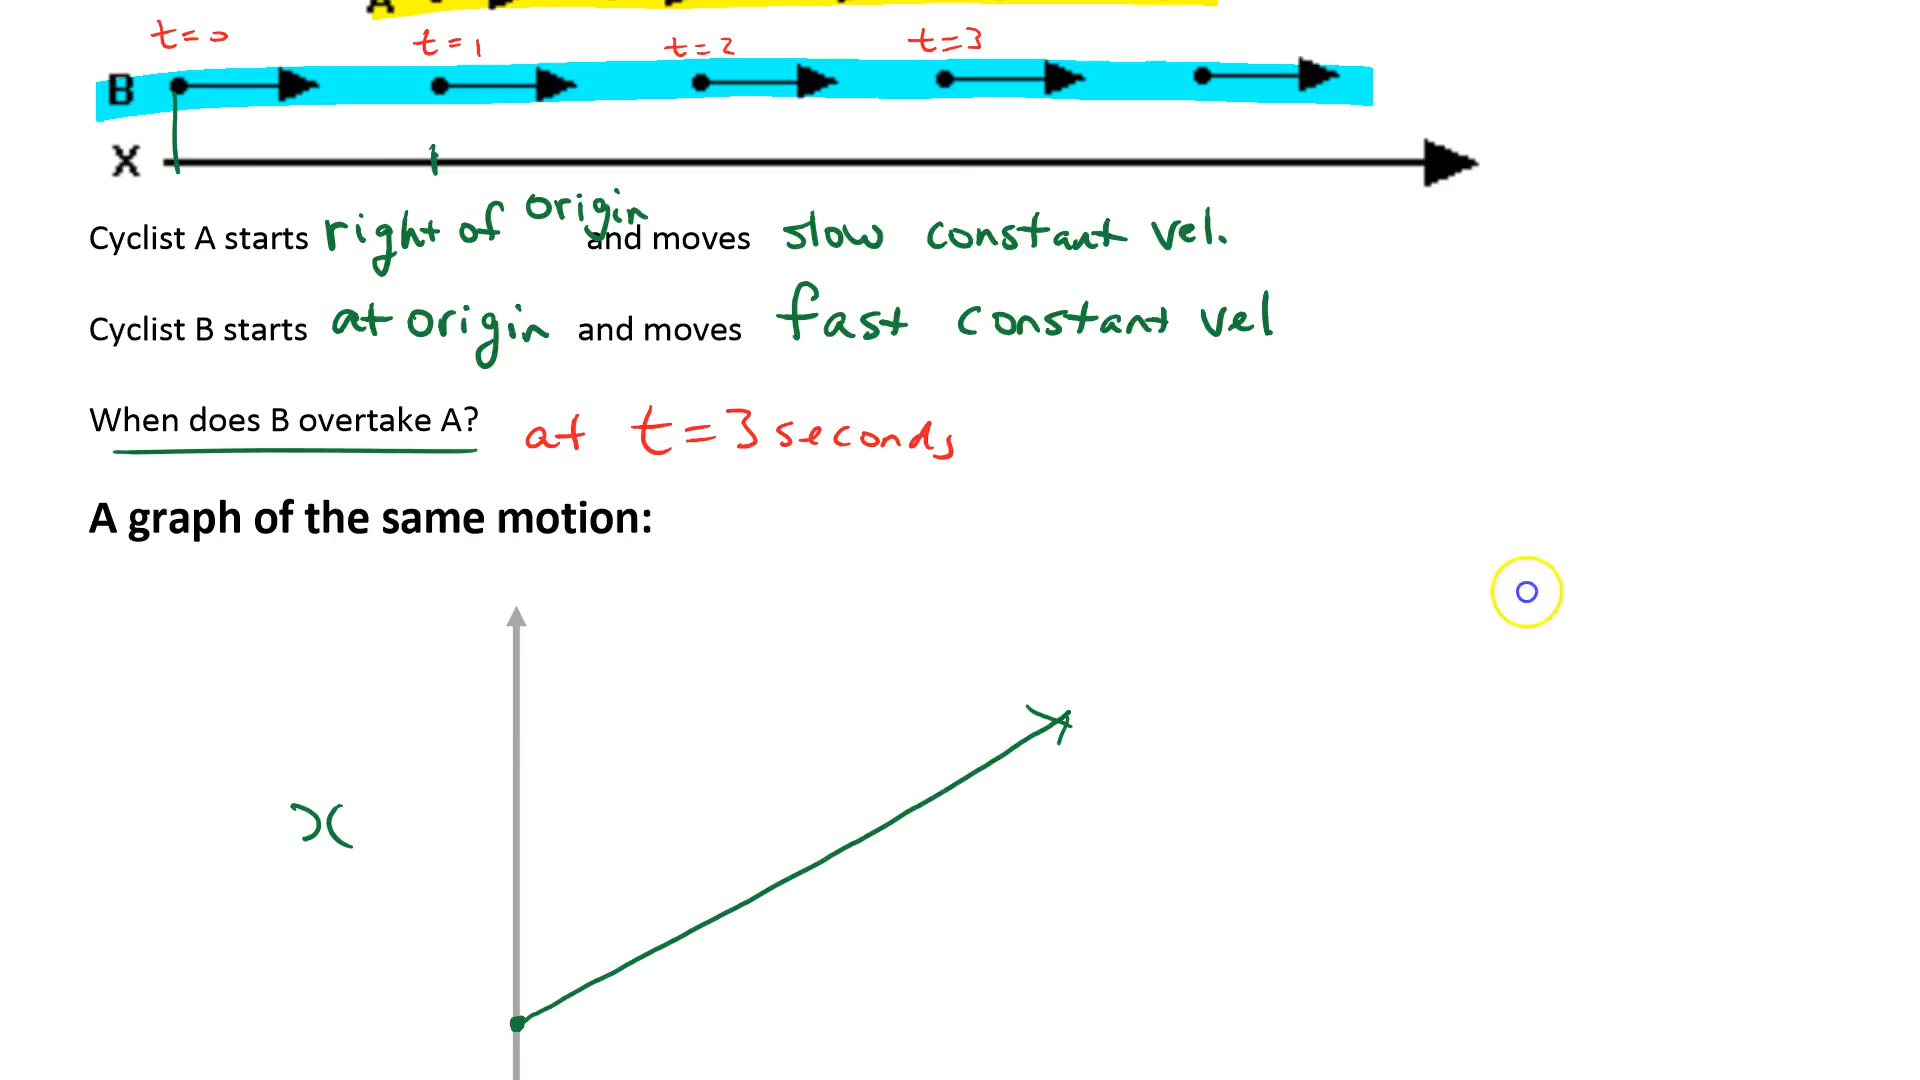 A
t=0 t=1 t=2 t=3
B
X
Cyclist A starts right of origin and moves slow constant vel.
Cyclist B starts at origin and moves fast constant vel
When does B overtake A? at t=3 seconds
A graph of the same motion:
x